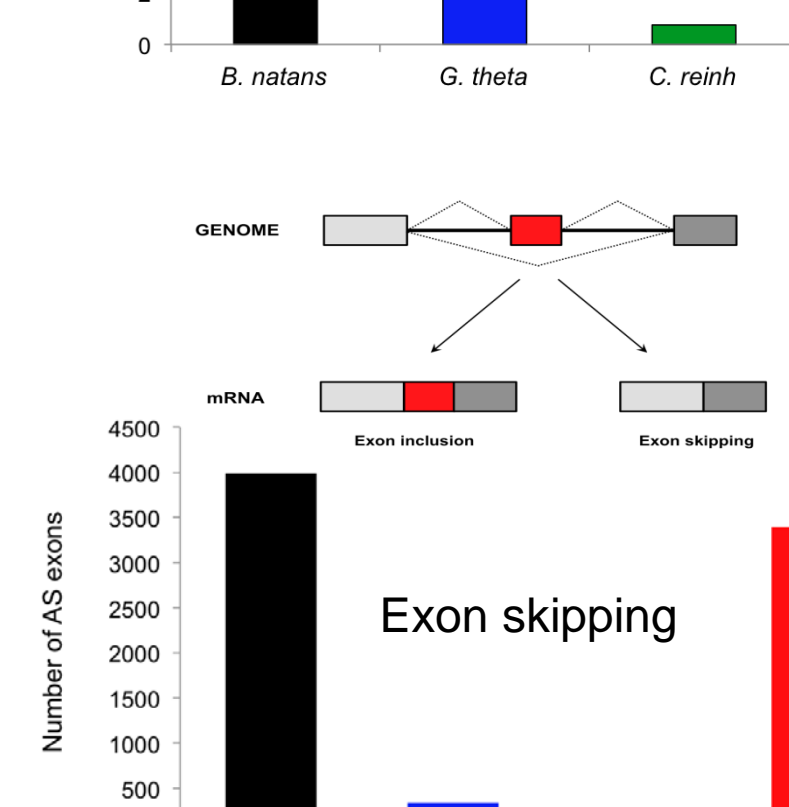 0
B. natans G. theta C. reinh
GENOME
mRNA
Exon inclusion Exon skipping
4500
4000
3500
3000
2500
2000
1500
1000
500
Number of AS exons
Exon skipping